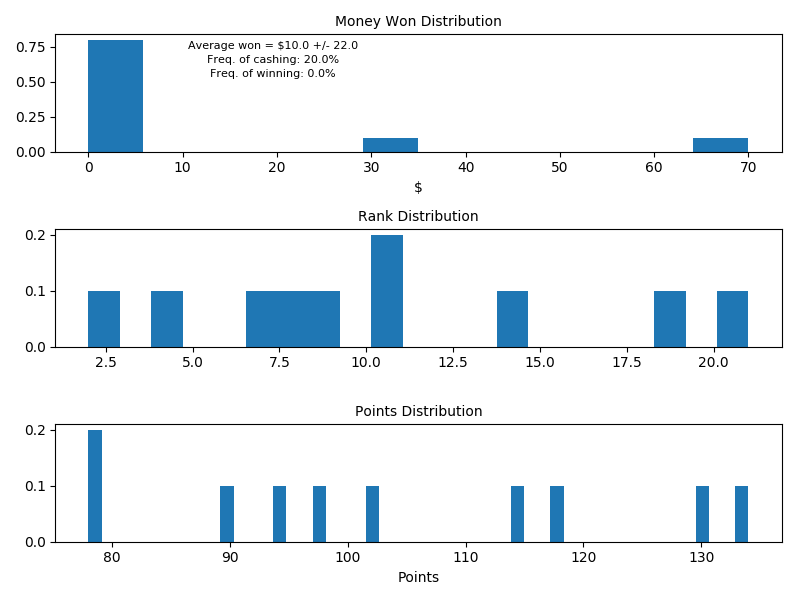 Money Won Distribution
0.75
0.50
0.25
0.00
Average won = $10.0 +/- 22.0
Freq. of cashing: 20.0%
Freq. of winning: 0.0%
0 10 20 30 40 50 60 70
$
Rank Distribution
0.2
0.1
0.0
2.5 5.0 7.5 10.0 12.5 15.0 17.5 20.0
Points Distribution
0.2
0.1
0.0
80 90 100 110 120 130
Points